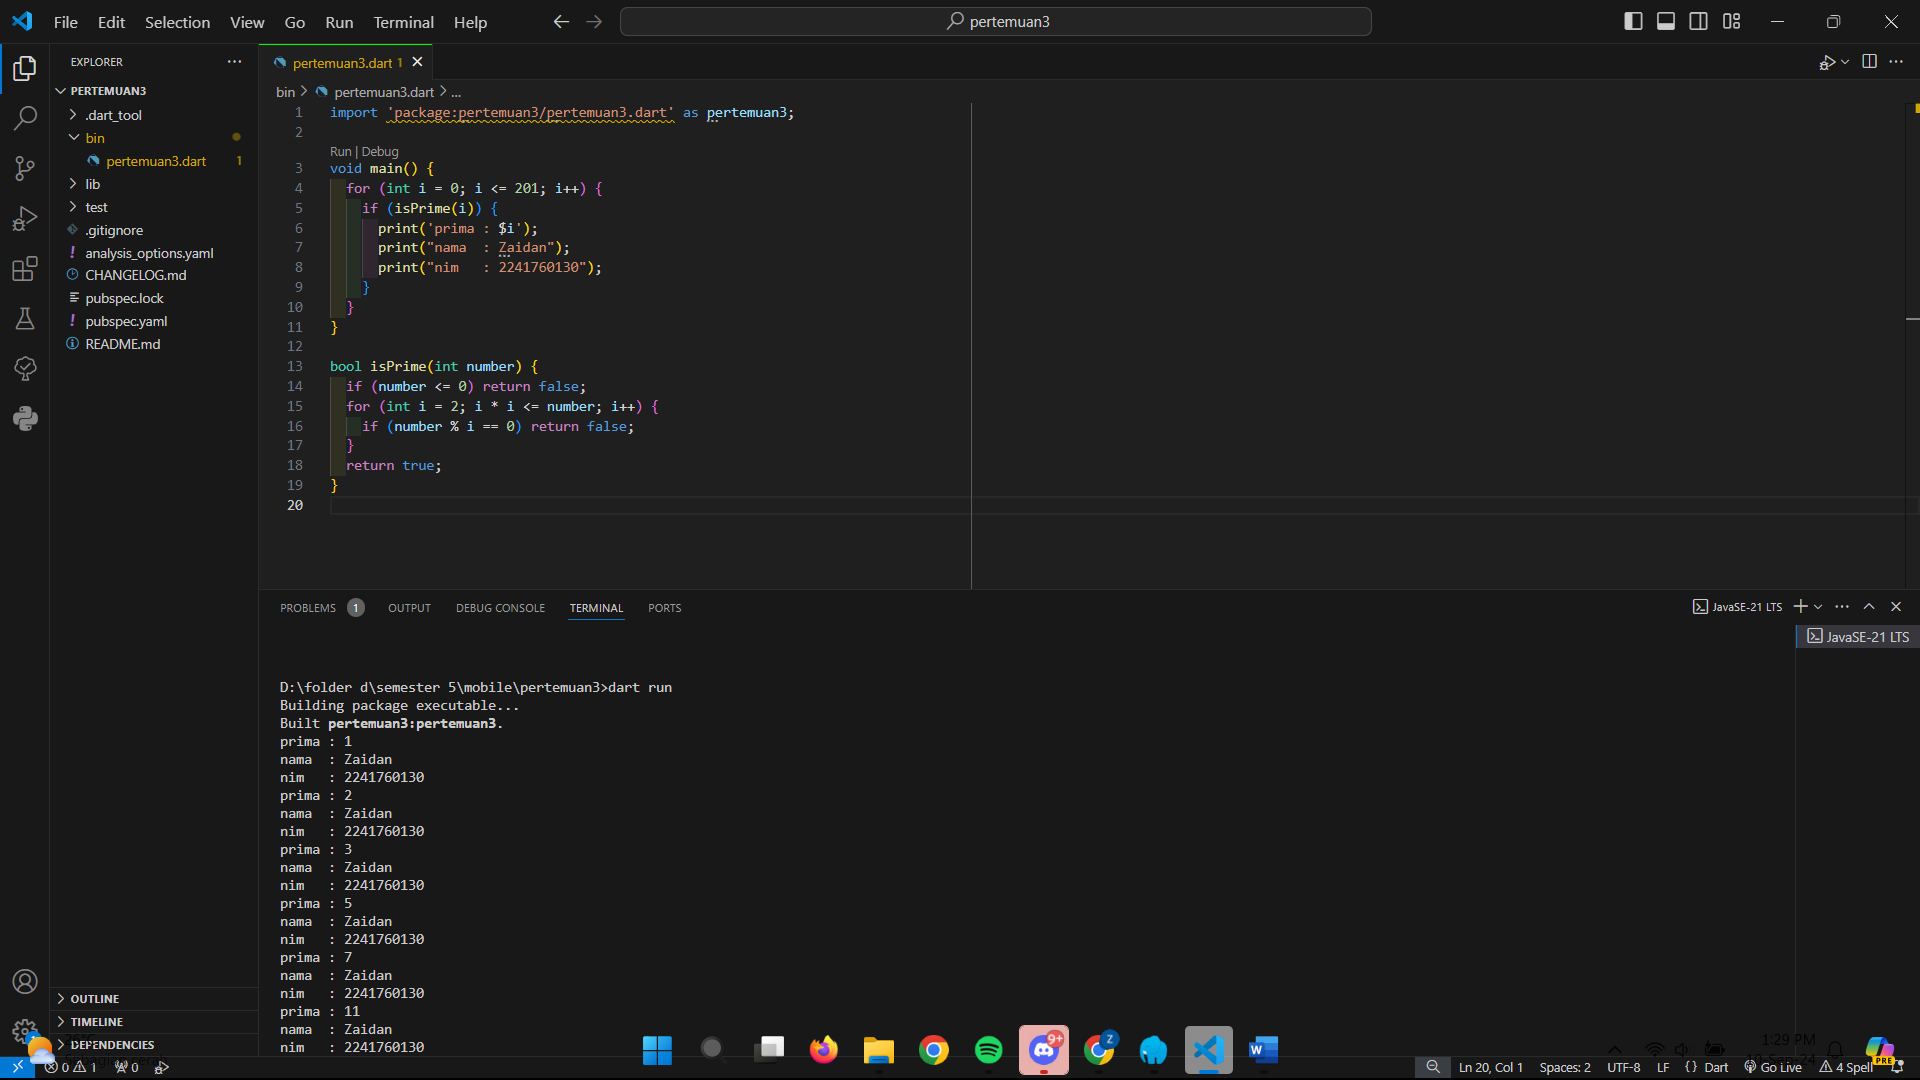 File Edit Selection View Go Run Terminal Help
pertemuan3
EXPLORER
PERTEMUAN3
.dart_tool
bin
pertemuan3.dart 1
lib
test
.gitignore
analysis_options.yaml
CHANGELOG.md
pubspec.lock
pubspec.yaml
README.md
OUTLINE
TIMELINE
DEPENDENCIES
pertemuan3.dart 1
bin > pertemuan3.dart > ...
1 import 'package:pertemuan3/pertemuan3.dart' as pertemuan3;
2
Run | Debug
3 void main() {
4 for (int i = 0; i <= 201; i++) {
5 if (isPrime(i)) {
6 print('prima : $i');
7 print("nama  : Zaidan");
8 print("nim   : 2241760130");
9 }
10 }
11 }
12
13 bool isPrime(int number) {
14 if (number <= 0) return false;
15 for (int i = 2; i * i <= number; i++) {
16 if (number % i == 0) return false;
17 }
18 return true;
19 }
20
PROBLEMS 1 OUTPUT DEBUG CONSOLE TERMINAL PORTS
JavaSE-21 LTS
JavaSE-21 LTS
D:\folder d\semester 5\mobile\pertemuan3>dart run
Building package executable...
Built pertemuan3:pertemuan3.
prima : 1
nama  : Zaidan
nim   : 2241760130
prima : 2
nama  : Zaidan
nim   : 2241760130
prima : 3
nama  : Zaidan
nim   : 2241760130
prima : 5
nama  : Zaidan
nim   : 2241760130
prima : 7
nama  : Zaidan
nim   : 2241760130
prima : 11
nama  : Zaidan
nim   : 2241760130
9+
Z
W
1:29 PM
PRE
0 1 0
Ln 20, Col 1 Spaces: 2 UTF-8 LF {} Dart Go Live 4 Spell